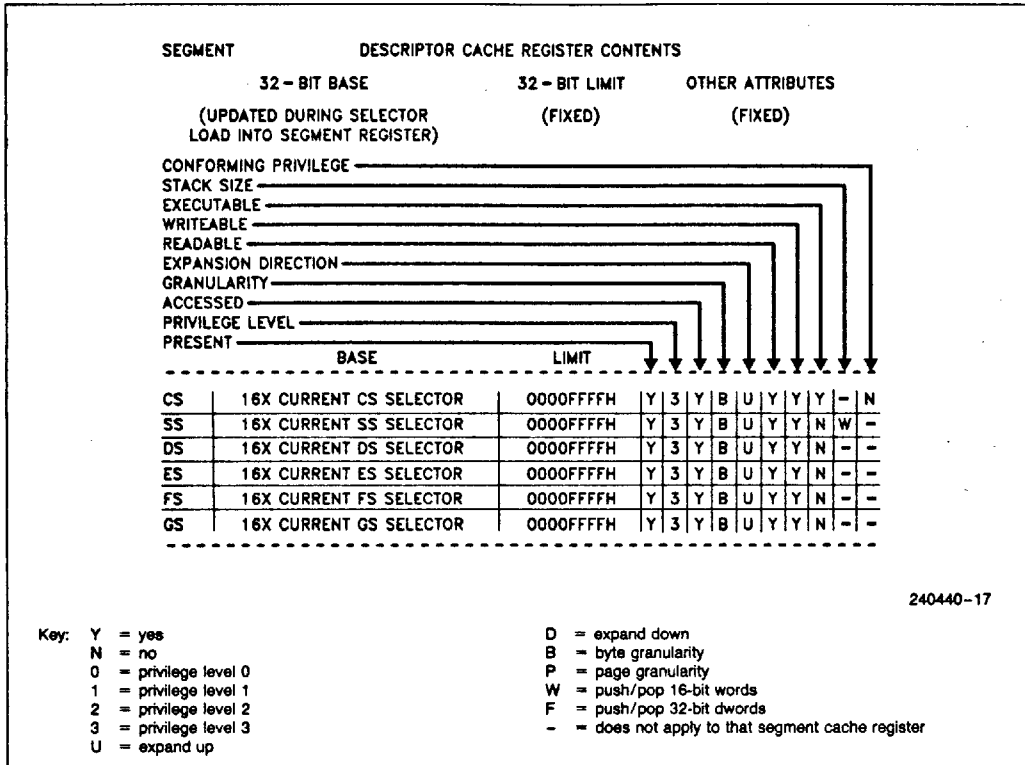 SEGMENT DESCRIPTOR CACHE REGISTER CONTENTS
32 - BIT BASE 32 - BIT LIMIT OTHER ATTRIBUTES
(UPDATED DURING SELECTOR (FIXED) (FIXED)
LOAD INTO SEGMENT REGISTER)
CONFORMING PRIVILEGE
STACK SIZE
EXECUTABLE
WRITEABLE
READABLE
EXPANSION DIRECTION
GRANULARITY
ACCESSED
PRIVILEGE LEVEL
PRESENT
BASE LIMIT
CS 16X CURRENT CS SELECTOR 0000FFFFH Y 3 Y B U Y Y Y - N
SS 16X CURRENT SS SELECTOR 0000FFFFH Y 3 Y B U Y Y N W -
DS 16X CURRENT DS SELECTOR 0000FFFFH Y 3 Y B U Y Y N - -
ES 16X CURRENT ES SELECTOR 0000FFFFH Y 3 Y B U Y Y N - -
FS 16X CURRENT FS SELECTOR 0000FFFFH Y 3 Y B U Y Y N - -
GS 16X CURRENT GS SELECTOR 0000FFFFH Y 3 Y B U Y Y N - -
240440-17
Key: Y = yes
N = no
0 = privilege level 0
1 = privilege level 1
2 = privilege level 2
3 = privilege level 3
U = expand up
D = expand down
B = byte granularity
P = page granularity
W = push/pop 16-bit words
F = push/pop 32-bit dwords
- = does not apply to that segment cache register